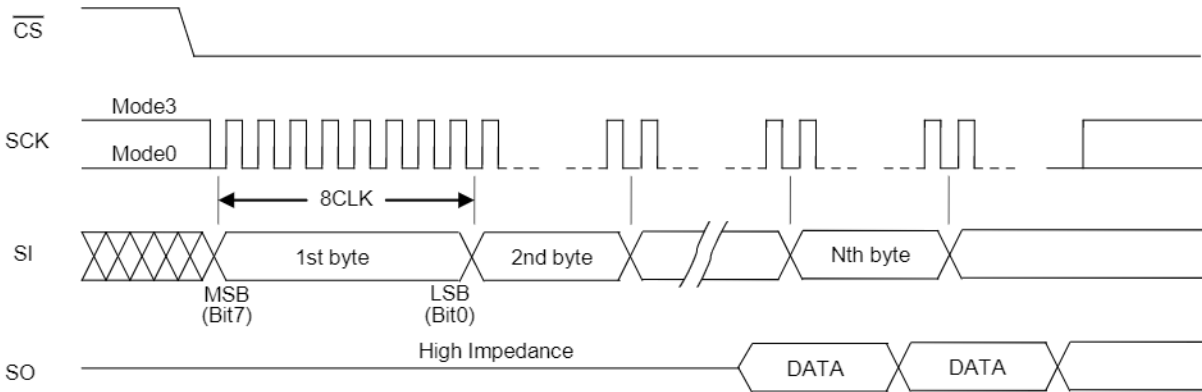 CS
Mode3
SCK
Mode0
8CLK
SI
1st byte
2nd byte
Nth byte
MSB
(Bit7)
LSB
(Bit0)
High Impedance
SO
DATA
DATA